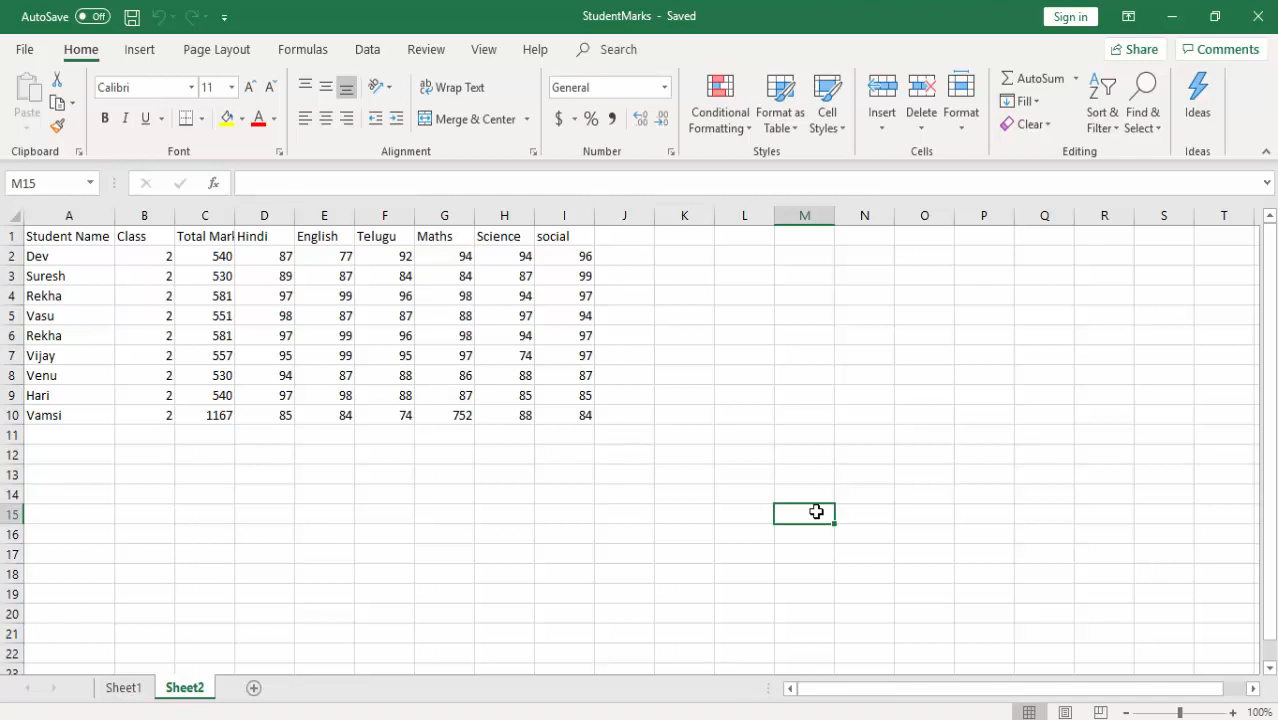 AutoSave Off StudentMarks - Saved Sign in
File Home Insert Page Layout Formulas Data Review View Help Search Share Comments
Calibri 11 A A Wrap Text General AutoSum
Paste B I U A Merge & Center $ % Conditional Formatting Format as Table Cell Styles Insert Delete Format Fill Clear Sort & Filter Find & Select Ideas
Clipboard Font Alignment Number Styles Cells Editing Ideas
M15 fx
A B C D E F G H I J K L M N O P Q R S T
1 Student Name Class Total Mark Hindi English Telugu Maths Science social
2 Dev 2 540 87 77 92 94 94 96
3 Suresh 2 530 89 87 84 84 87 99
4 Rekha 2 581 97 99 96 98 94 97
5 Vasu 2 551 98 87 87 88 97 94
6 Rekha 2 581 97 99 96 98 94 97
7 Vijay 2 557 95 99 95 97 74 97
8 Venu 2 530 94 87 88 86 88 87
9 Hari 2 540 97 98 88 87 85 85
10 Vamsi 2 1167 85 84 74 752 88 84
11
12
13
14
15
16
17
18
19
20
21
22
23
Sheet1 Sheet2
100%